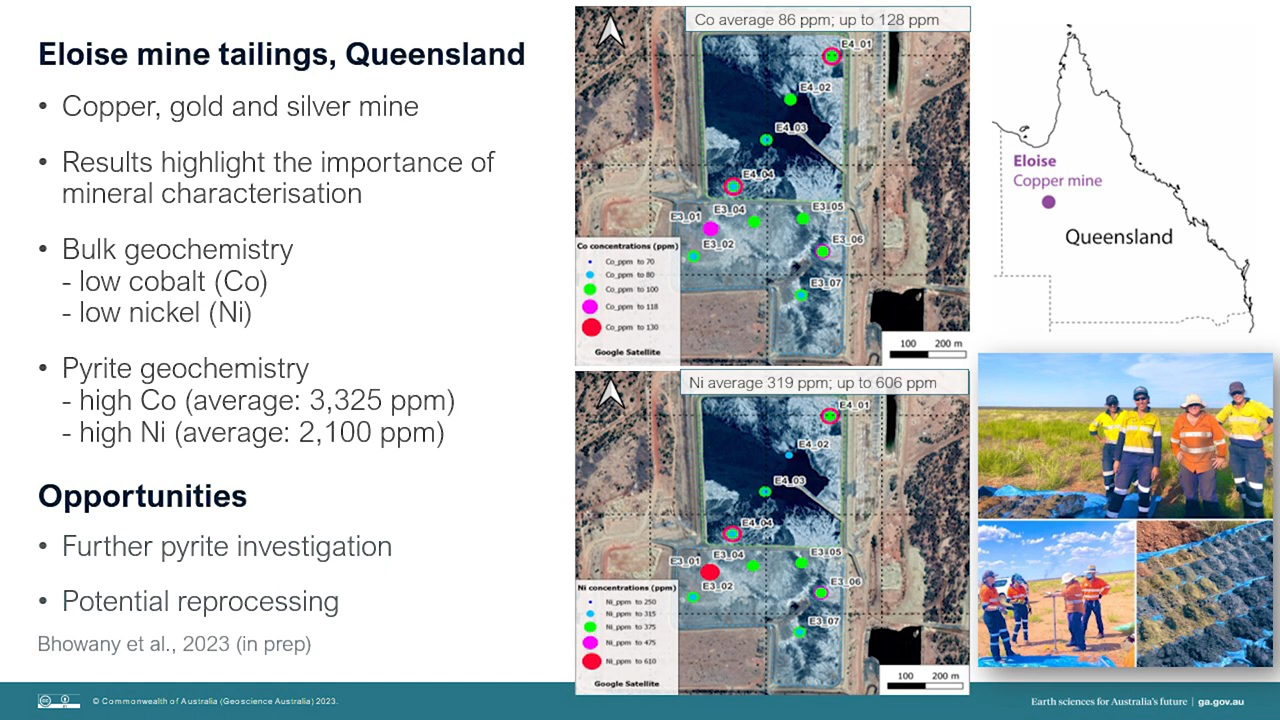 Eloise mine tailings, Queensland
• Copper, gold and silver mine
• Results highlight the importance of
mineral characterisation
• Bulk geochemistry
- low cobalt (Co)
- low nickel (Ni)
• Pyrite geochemistry
- high Co (average: 3,325 ppm)
- high Ni (average: 2,100 ppm)
Opportunities
• Further pyrite investigation
• Potential reprocessing
Bhowany et al., 2023 (in prep)
Co average 86 ppm; up to 128 ppm
E4_01
E4_02
E4_03
E4_04
E3_05
E3_04
E3_01
E3_06
E3_02
E3_07
Co concentrations (ppm)
Co_ppm to 70
Co_ppm to 80
Co_ppm to 100
Co_ppm to 118
Co_ppm to 130
Google Satellite
100 200 m
Ni average 319 ppm; up to 606 ppm
E4_01
E4_02
E4_03
E4_04
E3_05
E3_04
E3_01
E3_06
E3_02
E3_07
Ni concentrations (ppm)
Ni_ppm to 250
Ni_ppm to 315
Ni_ppm to 375
Ni_ppm to 475
Ni_ppm to 610
Google Satellite
100 200 m
Eloise
Copper mine
Queensland
© Commonwealth of Australia (Geoscience Australia) 2023.
Earth sciences for Australia's future | ga.gov.au